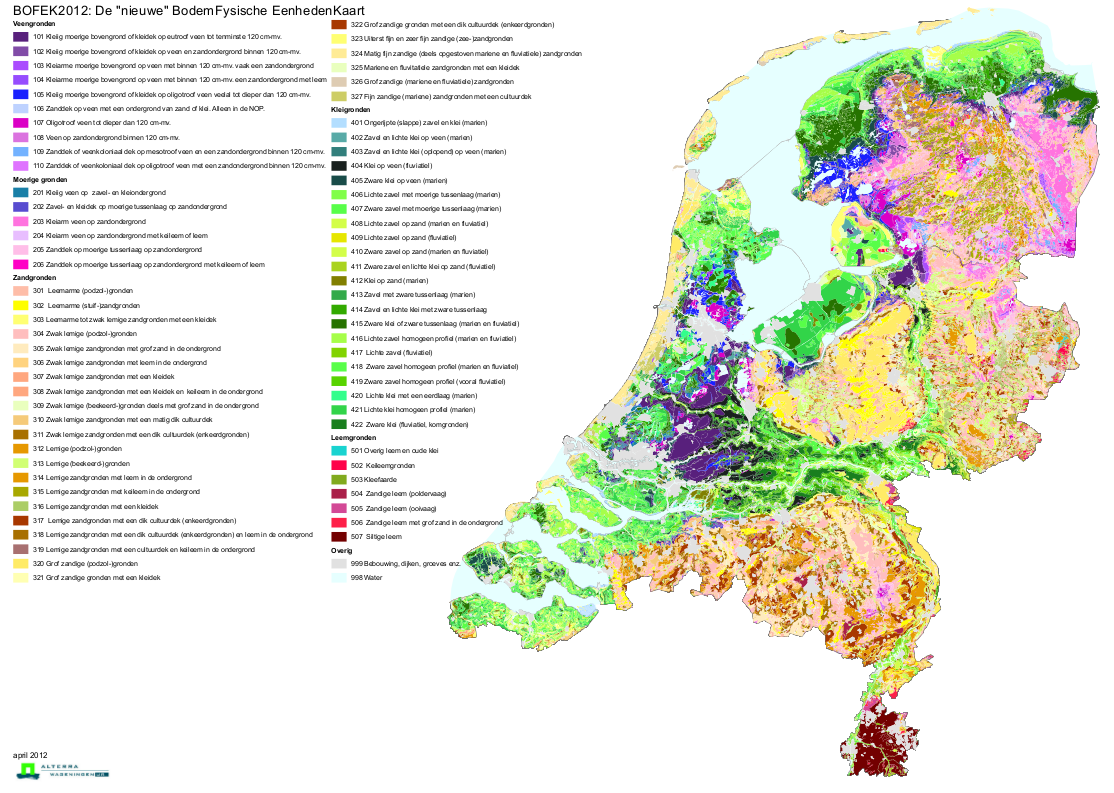 BOFEK2012: De "nieuwe" BodemFysische EenhedenKaart
Veengronden
101 Kleiig moerige bovengrond of kleidek op eutroof veen tot tenminste 120 cm-mv.
102 Kleiig moerige bovengrond of kleidek op veen en zandondergrond binnen 120 cm-mv.
103 Kleiarme moerige bovengrond op veen met binnen 120 cm-mv. vaak een zandondergrond
104 Kleiarme moerige bovengrond op veen met binnen 120 cm-mv. een zandondergrond met leem
105 Kleiig moerige bovengrond of kleidek op oligotroof veen veelal tot dieper dan 120 cm-mv.
106 Zanddek op veen met een ondergrond van zand of klei. Alleen in de NOP.
107 Oligotroof veen tot dieper dan 120 cm-mv.
108 Veen op zandondergrond binnen 120 cm-mv.
109 Zanddek of veenkoloniaal dek op mesotroof veen en een zandondergrond binnen 120 cm-mv.
110 Zanddek of veenkoloniaal dek op oligotroof veen met een zandondergrond binnen 120 cm-mv.
Moerige gronden
201 Kleiig veen op zavel- en kleiondergrond
202 Zavel- en kleidek op moerige tussenlaag op zandondergrond
203 Kleiarm veen op zandondergrond
204 Kleiarm veen op zandondergrond met keileem of leem
205 Zanddek op moerige tussenlaag op zandondergrond
206 Zanddek op moerige tussenlaag op zandondergrond met keileem of leem
Zandgronden
301 Leemarme (podzol-)gronden
302 Leemarme (stuif-)zandgronden
303 Leemarme tot zwak lemige zandgronden met een kleidek
304 Zwak lemige (podzol-)gronden
305 Zwak lemige zandgronden met grof zand in de ondergrond
306 Zwak lemige zandgronden met leem in de ondergrond
307 Zwak lemige zandgronden met een kleidek
308 Zwak lemige zandgronden met een kleidek en keileem in de ondergrond
309 Zwak lemige (beekeerd-)gronden deels met grof zand in de ondergrond
310 Zwak lemige zandgronden met een matig dik cultuurdek
311 Zwak lemige zandgronden met een dik cultuurdek (enkeerdgronden)
312 Lemige (podzol-)gronden
313 Lemige (beekeerd-)gronden
314 Lemige zandgronden met leem in de ondergrond
315 Lemige zandgronden met keileem in de ondergrond
316 Lemige zandgronden met een kleidek
317 Lemige zandgronden met een dik cultuurdek (enkeerdgronden)
318 Lemige zandgronden met een dik cultuurdek (enkeerdgronden) en leem in de ondergrond
319 Lemige zandgronden met een cultuurdek en keileem in de ondergrond
320 Grof zandige (podzol-)gronden
321 Grof zandige gronden met een kleidek
322 Grof zandige gronden met een dik cultuurdek (enkeerdgronden)
323 Uiterst fijn en zeer fijn zandige (zee-)zandgronden
324 Matig fijn zandige (deels opgestoven mariene en fluviatiele) zandgronden
325 Mariene en fluvitatiele zandgronden met een kleidek
326 Grof zandige (mariene en fluviatiele) zandgronden
327 Fijn zandige (mariene) zandgronden met een cultuurdek
Kleigronden
401 Ongerijpte (slappe) zavel en klei (marien)
402 Zavel en lichte klei op veen (marien)
403 Zavel en lichte klei (oplopend) op veen (marien)
404 Klei op veen (fluviatiel)
405 Zware klei op veen (marien)
406 Lichte zavel met moerige tussenlaag (marien)
407 Zware zavel met moerige tussenlaag (marien)
408 Lichte zavel op zand (marien en fluviatiel)
409 Lichte zavel op zand (fluviatiel)
410 Zware zavel op zand (marien en fluviatiel)
411 Zware zavel en lichte klei op zand (fluviatiel)
412 Klei op zand (marien)
413 Zavel met zware tussenlaag (marien)
414 Zavel en lichte klei met zware tussenlaag
415 Zware klei of zware tussenlaag (marien en fluviatiel)
416 Lichte zavel homogeen profiel (marien en fluviatiel)
417 Lichte zavel (fluviatiel)
418 Zware zavel homogeen profiel (marien en fluviatiel)
419 Zware zavel homogeen profiel (vooral fluviatiel)
420 Lichte klei met een eerdlaag (marien)
421 Lichte klei homogeen profiel (marien)
422 Zware klei (fluviatiel, komgronden)
Leemgronden
501 Overig leem en oude klei
502 Keileemgronden
503 Kleefaarde
504 Zandige leem (poldervaag)
505 Zandige leem (ooivaag)
506 Zandige leem met grof zand in de ondergrond
507 Siltige leem
Overig
999 Bebouwing, dijken, groeves enz.
998 Water
april 2012
ALTERRA
WAGENINGEN UR